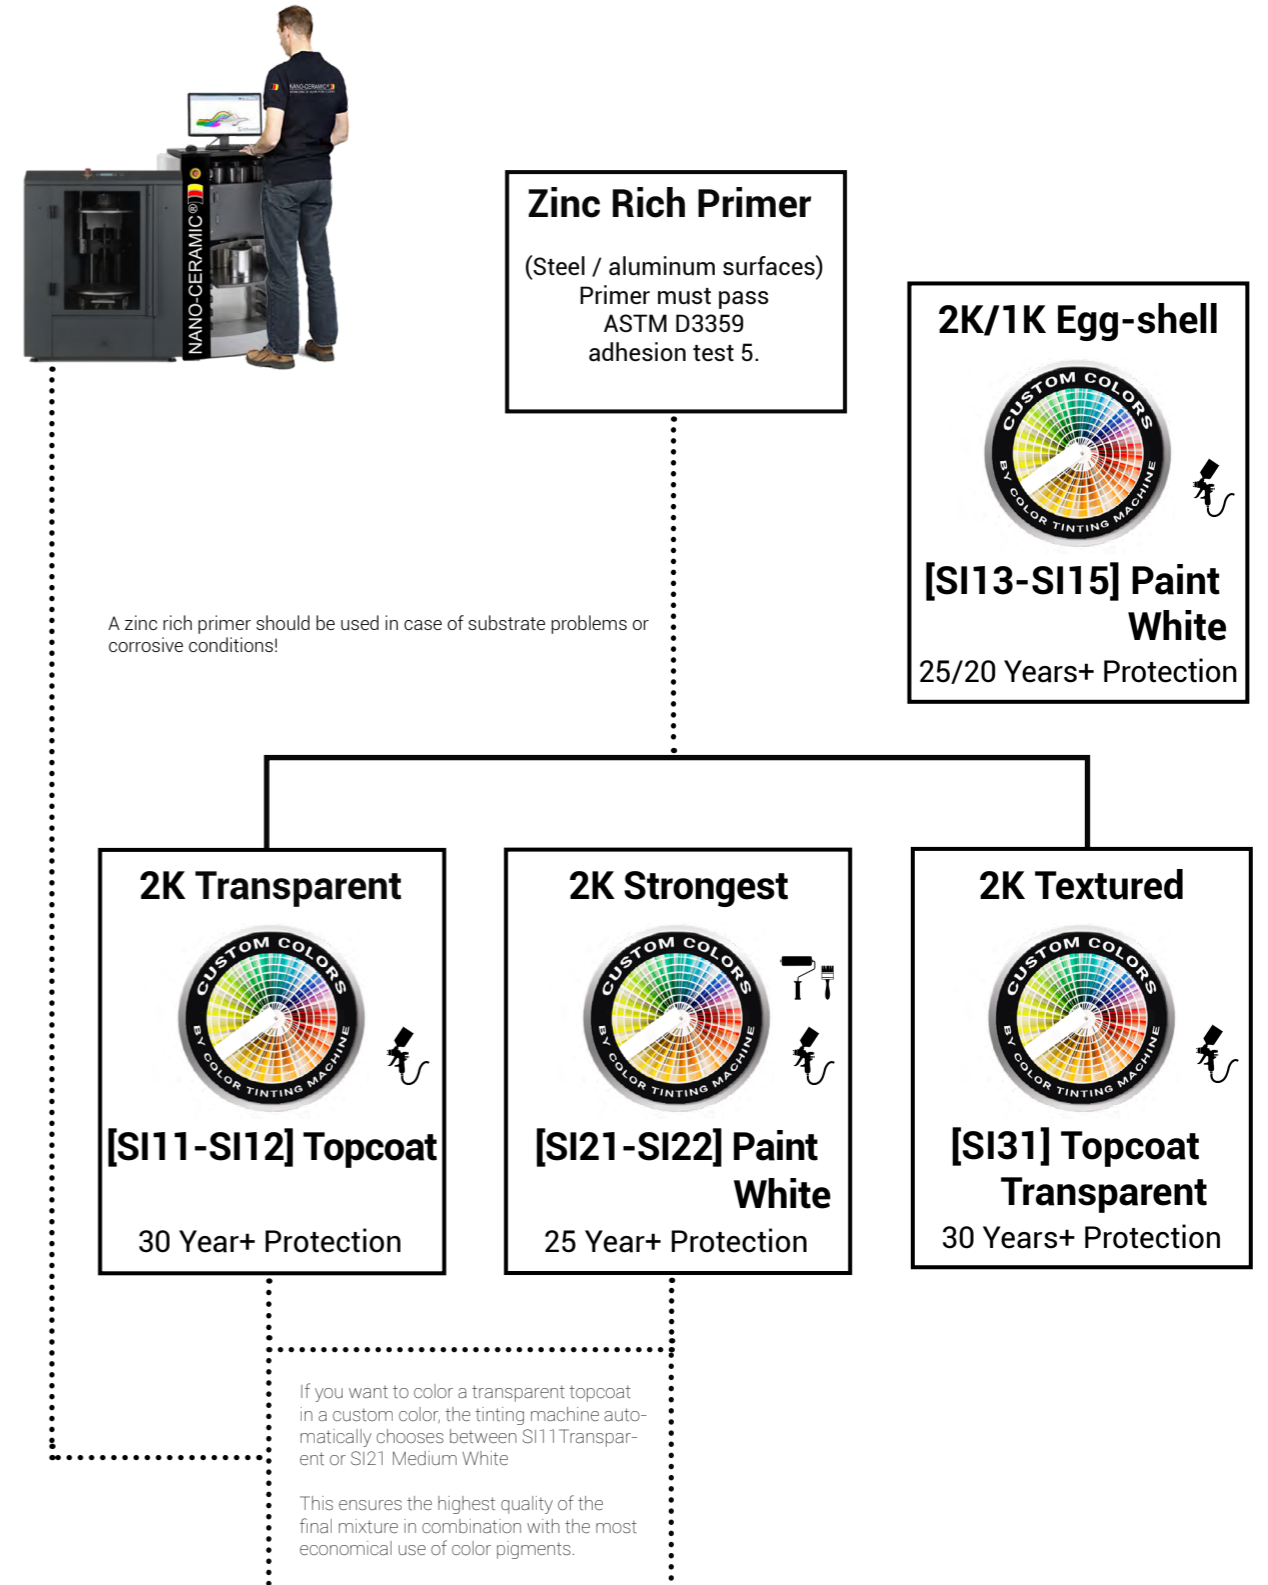 NANO-CERAMIC®
NANO-CERAMIC®
Zinc Rich Primer
(Steel / aluminum surfaces)
Primer must pass
ASTM D3359
adhesion test 5.
2K/1K Egg-shell
CUSTOM COLORS
BY COLOR TINTING MACHINE
[SI13-SI15] Paint
White
25/20 Years+ Protection
A zinc rich primer should be used in case of substrate problems or
corrosive conditions!
2K Transparent
CUSTOM COLORS
BY COLOR TINTING MACHINE
[SI11-SI12] Topcoat
30 Year+ Protection
2K Strongest
CUSTOM COLORS
BY COLOR TINTING MACHINE
[SI21-SI22] Paint
White
25 Year+ Protection
2K Textured
CUSTOM COLORS
BY COLOR TINTING MACHINE
[SI31] Topcoat
Transparent
30 Years+ Protection
If you want to color a transparent topcoat
in a custom color, the tinting machine auto-
matically chooses between SI11Transpar-
ent or SI21 Medium White
This ensures the highest quality of the
final mixture in combination with the most
economical use of color pigments.